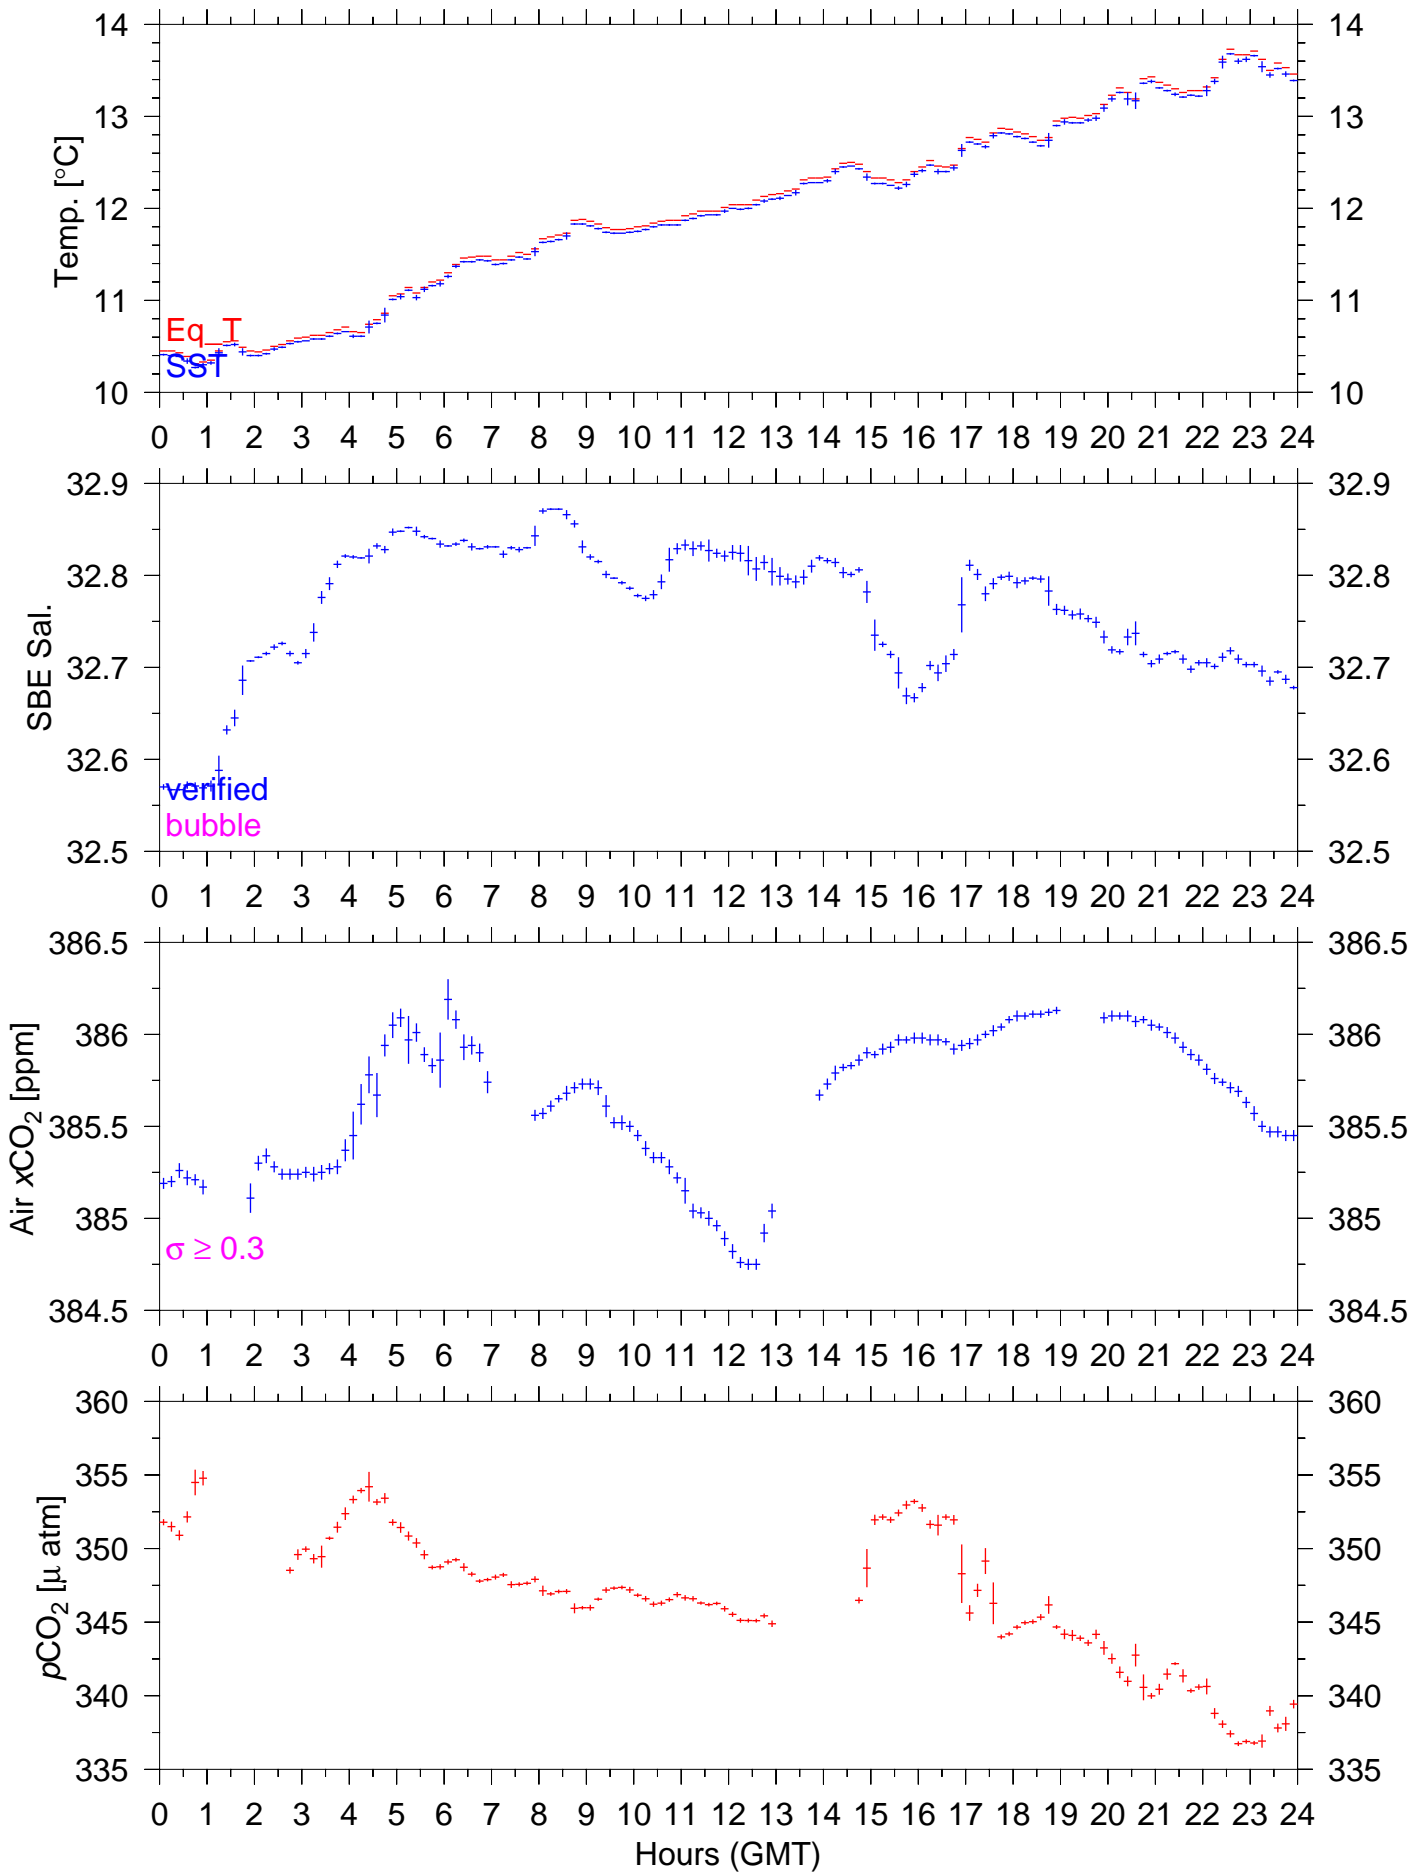 14 14
13 13
Temp. [°C]
12 12
11 11
Eq_T
SST
10 10
0 1 2 3 4 5 6 7 8 9 10 11 12 13 14 15 16 17 18 19 20 21 22 23 24
32.9 32.9
32.8 32.8
SBE Sal.
32.7 32.7
32.6 32.6
verified
bubble
32.5 32.5
0 1 2 3 4 5 6 7 8 9 10 11 12 13 14 15 16 17 18 19 20 21 22 23 24
386.5 386.5
386 386
Air xCO₂ [ppm]
385.5 385.5
385 385
σ ≥ 0.3
384.5 384.5
0 1 2 3 4 5 6 7 8 9 10 11 12 13 14 15 16 17 18 19 20 21 22 23 24
360 360
355 355
350 350
pCO₂ [μ atm]
345 345
340 340
335 335
0 1 2 3 4 5 6 7 8 9 10 11 12 13 14 15 16 17 18 19 20 21 22 23 24
Hours (GMT)